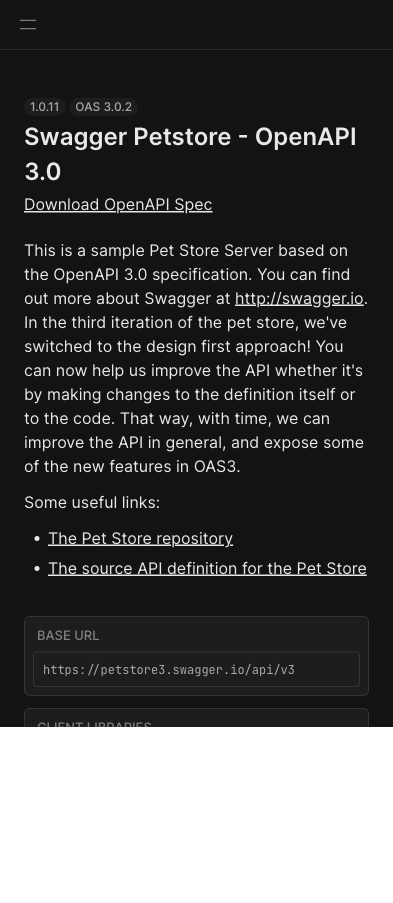 1.0.11 OAS 3.0.2
Swagger Petstore - OpenAPI
3.0
Download OpenAPI Spec
This is a sample Pet Store Server based on
the OpenAPI 3.0 specification. You can find
out more about Swagger at http://swagger.io.
In the third iteration of the pet store, we've
switched to the design first approach! You
can now help us improve the API whether it's
by making changes to the definition itself or
to the code. That way, with time, we can
improve the API in general, and expose some
of the new features in OAS3.
Some useful links:
• The Pet Store repository
• The source API definition for the Pet Store
BASE URL
https://petstore3.swagger.io/api/v3
CLIENT LIBRARIES